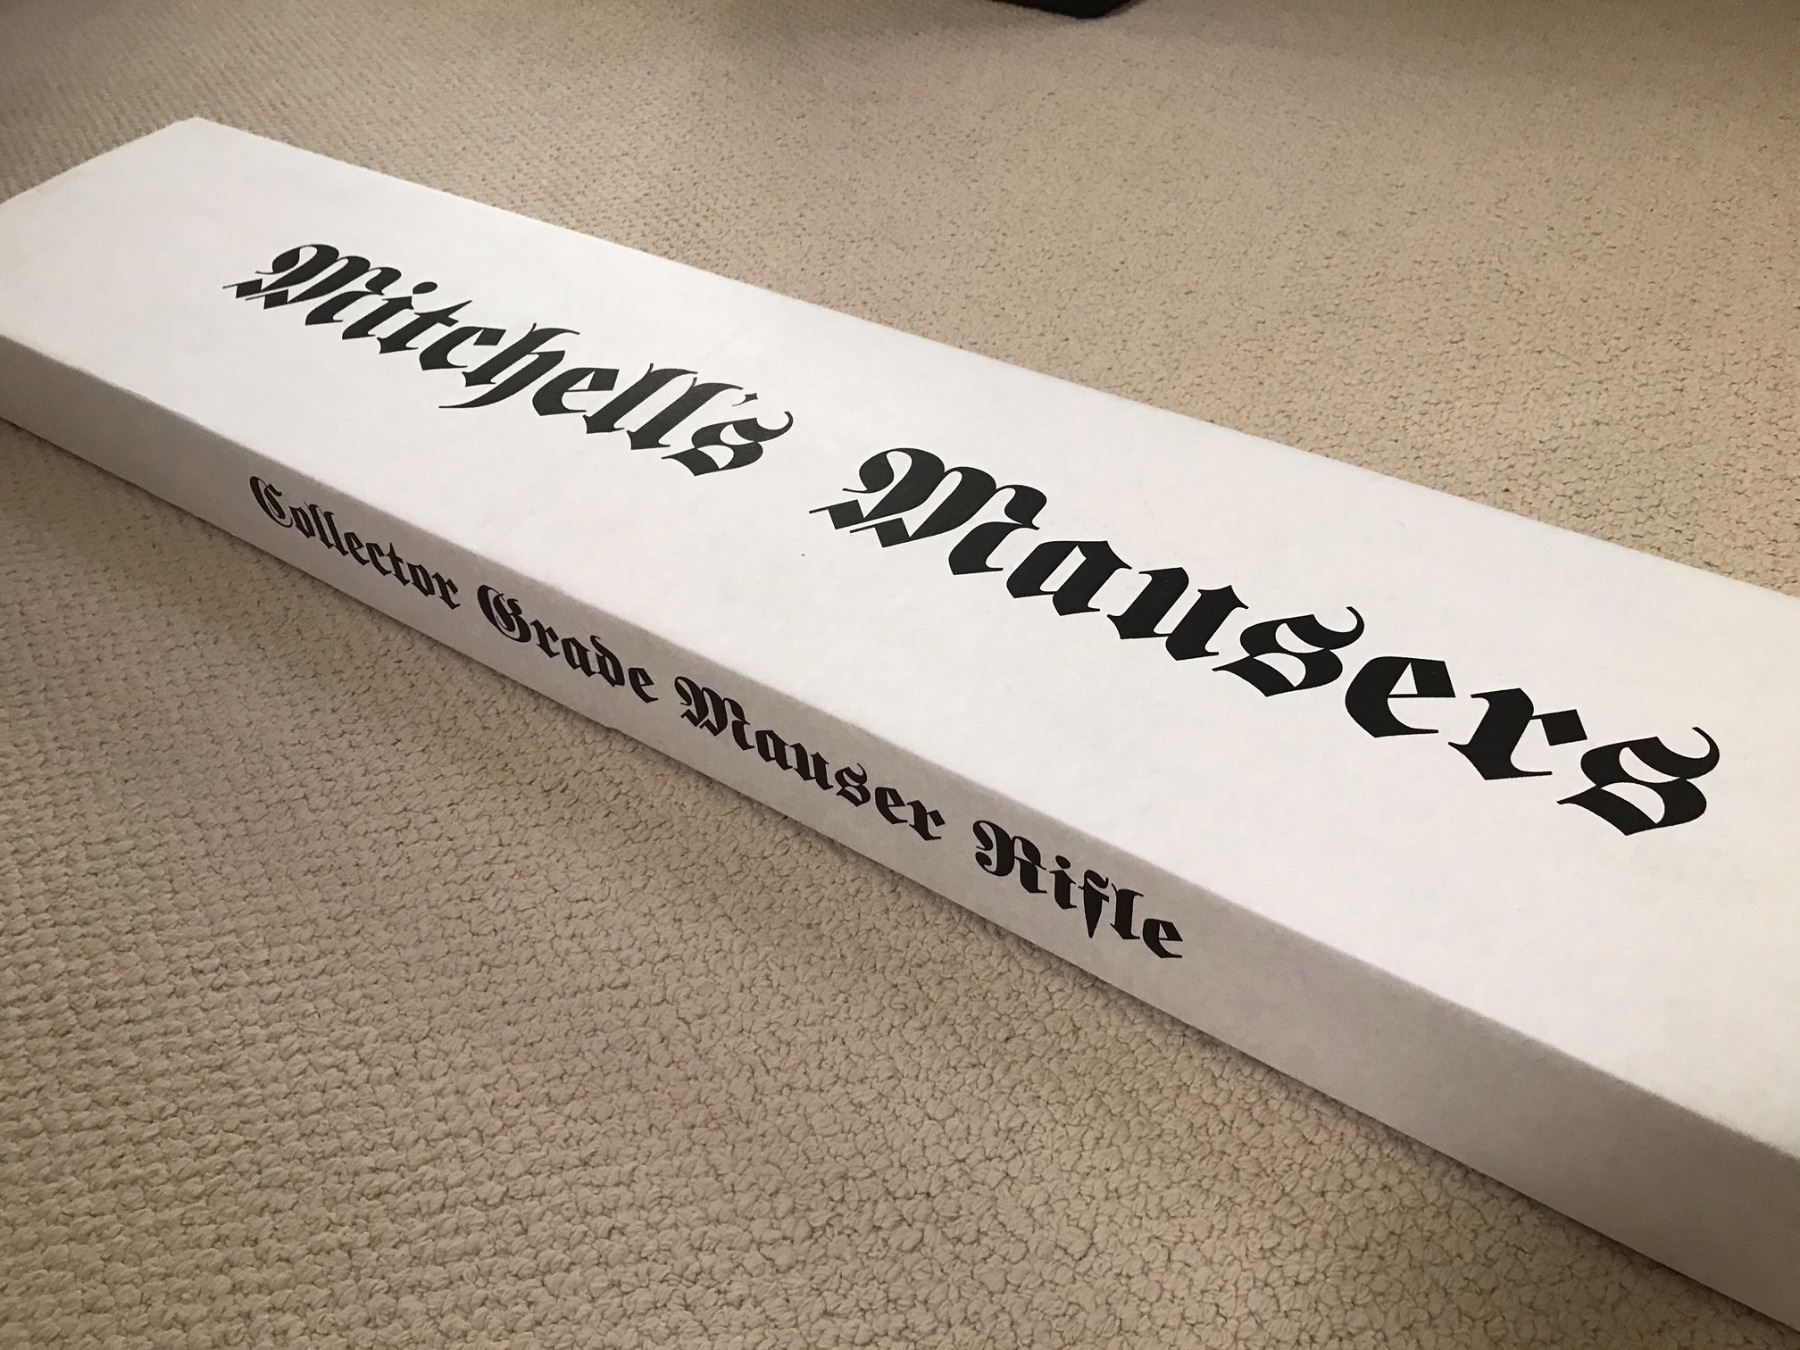 Mitchell's Mausers
Collector Grade Mauser Rifle